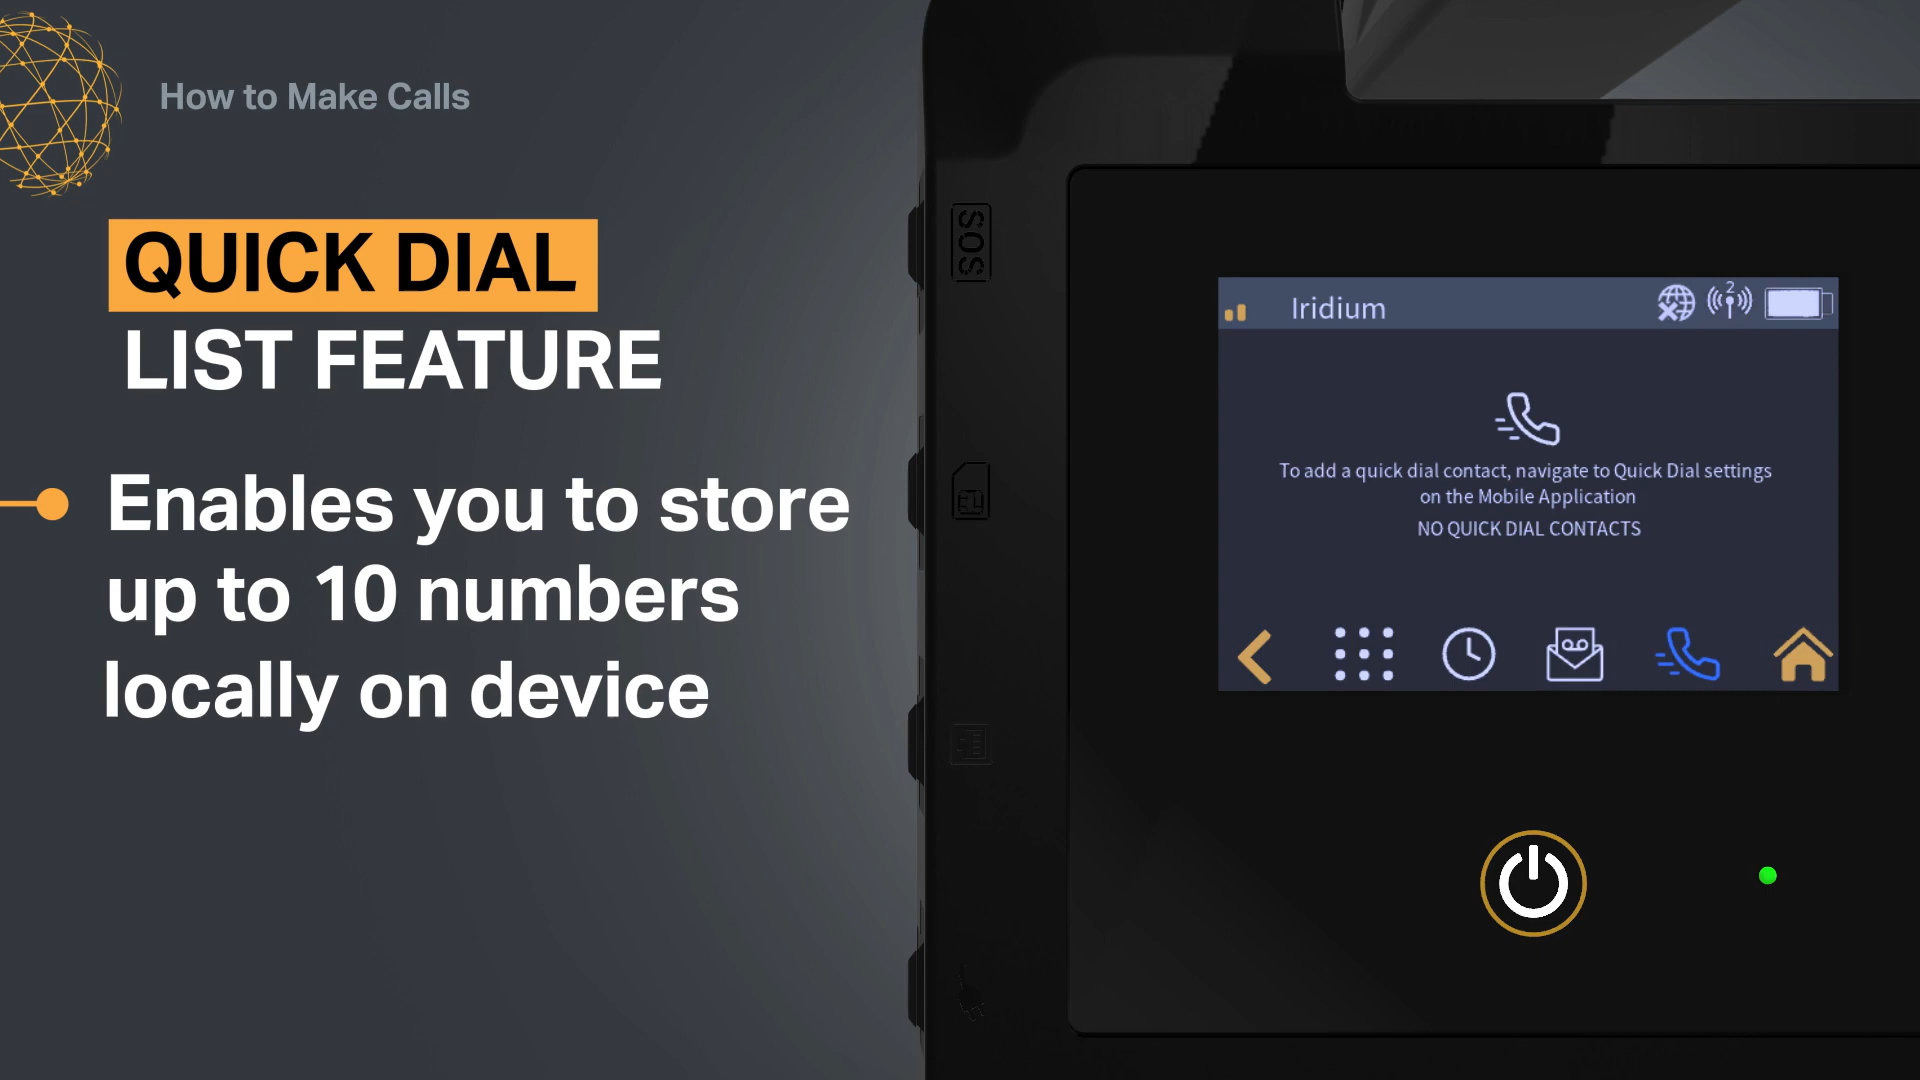 How to Make Calls
QUICK DIAL
LIST FEATURE
Enables you to store
up to 10 numbers
locally on device
SOS
Iridium
2
To add a quick dial contact, navigate to Quick Dial settings
on the Mobile Application
NO QUICK DIAL CONTACTS